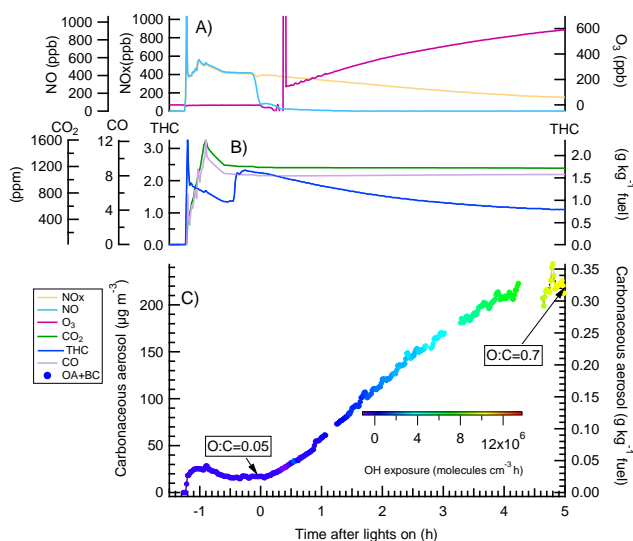 A)
NO (ppb)
1000
800
600
400
200
0
NOx(ppb)
1000
800
600
400
200
0
O3 (ppb)
600
400
200
0
CO2
CO
THC
THC
B)
(ppm)
1600
1200
800
400
12
8
4
0
3.0
2.0
1.0
0.0
(g kg-1 fuel)
2.0
1.5
1.0
0.5
0.0
C)
NOx
NO
O3
CO2
THC
CO
OA+BC
Carbonaceous aerosol (µg m-3)
200
150
100
50
0
Carbonaceous aerosol (g kg-1 fuel)
0.35
0.30
0.25
0.20
0.15
0.10
0.05
0.00
O:C=0.7
O:C=0.05
0 4 8 12x10^6
OH exposure (molecules cm-3 h)
-1 0 1 2 3 4 5
Time after lights on (h)